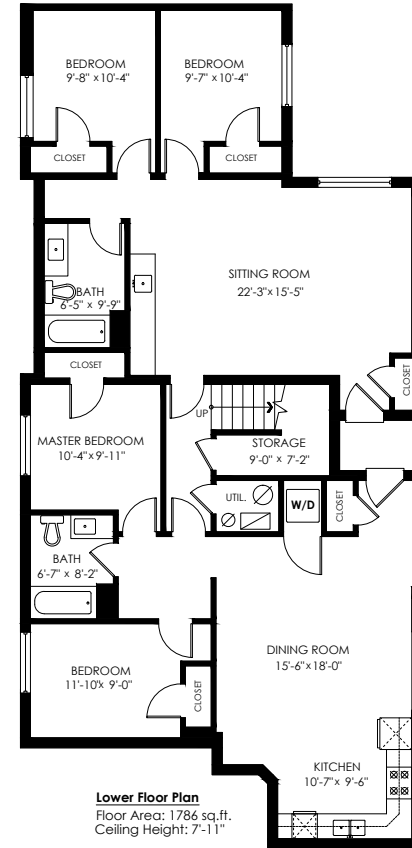 BEDROOM
9'-8" x 10'-4"
BEDROOM
9'-7" x 10'-4"
CLOSET
CLOSET
SITTING ROOM
22'-3" x 15'-5"
BATH
6'-5" x 9'-9"
CLOSET
CLOSET
UP
MASTER BEDROOM
10'-4" x 9'-11"
STORAGE
9'-0" x 7'-2"
UTIL.
W/D
CLOSET
BATH
6'-7" x 8'-2"
DINING ROOM
15'-6" x 18'-0"
BEDROOM
11'-10" x 9'-0"
CLOSET
KITCHEN
10'-7" x 9'-6"
Lower Floor Plan
Floor Area: 1786 sq.ft.
Ceiling Height: 7'-11"